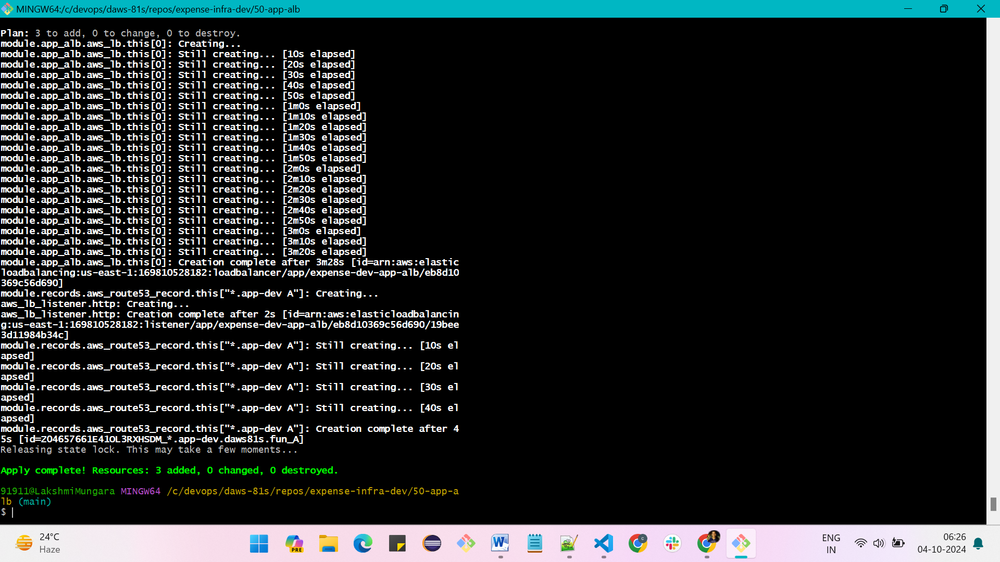 MINGW64:/c/devops/daws-81s/repos/expense-infra-dev/50-app-alb
Plan: 3 to add, 0 to change, 0 to destroy.
module.app_alb.aws_lb.this[0]: Creating...
module.app_alb.aws_lb.this[0]: Still creating... [10s elapsed]
module.app_alb.aws_lb.this[0]: Still creating... [20s elapsed]
module.app_alb.aws_lb.this[0]: Still creating... [30s elapsed]
module.app_alb.aws_lb.this[0]: Still creating... [40s elapsed]
module.app_alb.aws_lb.this[0]: Still creating... [50s elapsed]
module.app_alb.aws_lb.this[0]: Still creating... [1m0s elapsed]
module.app_alb.aws_lb.this[0]: Still creating... [1m10s elapsed]
module.app_alb.aws_lb.this[0]: Still creating... [1m20s elapsed]
module.app_alb.aws_lb.this[0]: Still creating... [1m30s elapsed]
module.app_alb.aws_lb.this[0]: Still creating... [1m40s elapsed]
module.app_alb.aws_lb.this[0]: Still creating... [1m50s elapsed]
module.app_alb.aws_lb.this[0]: Still creating... [2m0s elapsed]
module.app_alb.aws_lb.this[0]: Still creating... [2m10s elapsed]
module.app_alb.aws_lb.this[0]: Still creating... [2m20s elapsed]
module.app_alb.aws_lb.this[0]: Still creating... [2m30s elapsed]
module.app_alb.aws_lb.this[0]: Still creating... [2m40s elapsed]
module.app_alb.aws_lb.this[0]: Still creating... [2m50s elapsed]
module.app_alb.aws_lb.this[0]: Still creating... [3m0s elapsed]
module.app_alb.aws_lb.this[0]: Still creating... [3m10s elapsed]
module.app_alb.aws_lb.this[0]: Still creating... [3m20s elapsed]
module.app_alb.aws_lb.this[0]: Creation complete after 3m28s [id=arn:aws:elastic
loadbalancing:us-east-1:169810528182:loadbalancer/app/expense-dev-app-alb/eb8d10
369c56d690]
module.records.aws_route53_record.this["*.app-dev A"]: Creating...
aws_lb_listener.http: Creating...
aws_lb_listener.http: Creation complete after 2s [id=arn:aws:elasticloadbalancin
g:us-east-1:169810528182:listener/app/expense-dev-app-alb/eb8d10369c56d690/19bee
3d11984b34c]
module.records.aws_route53_record.this["*.app-dev A"]: Still creating... [10s el
apsed]
module.records.aws_route53_record.this["*.app-dev A"]: Still creating... [20s el
apsed]
module.records.aws_route53_record.this["*.app-dev A"]: Still creating... [30s el
apsed]
module.records.aws_route53_record.this["*.app-dev A"]: Still creating... [40s el
apsed]
module.records.aws_route53_record.this["*.app-dev A"]: Creation complete after 4
5s [id=Z04657661E41OL3RXHSDM_*.app-dev.daws81s.fun_A]
Releasing state lock. This may take a few moments...
Apply complete! Resources: 3 added, 0 changed, 0 destroyed.
91911@LakshmiMungara MINGW64 /c/devops/daws-81s/repos/expense-infra-dev/50-app-a
lb (main)
$
24°C
Haze
PRE
W
C
ENG
IN
06:26
04-10-2024